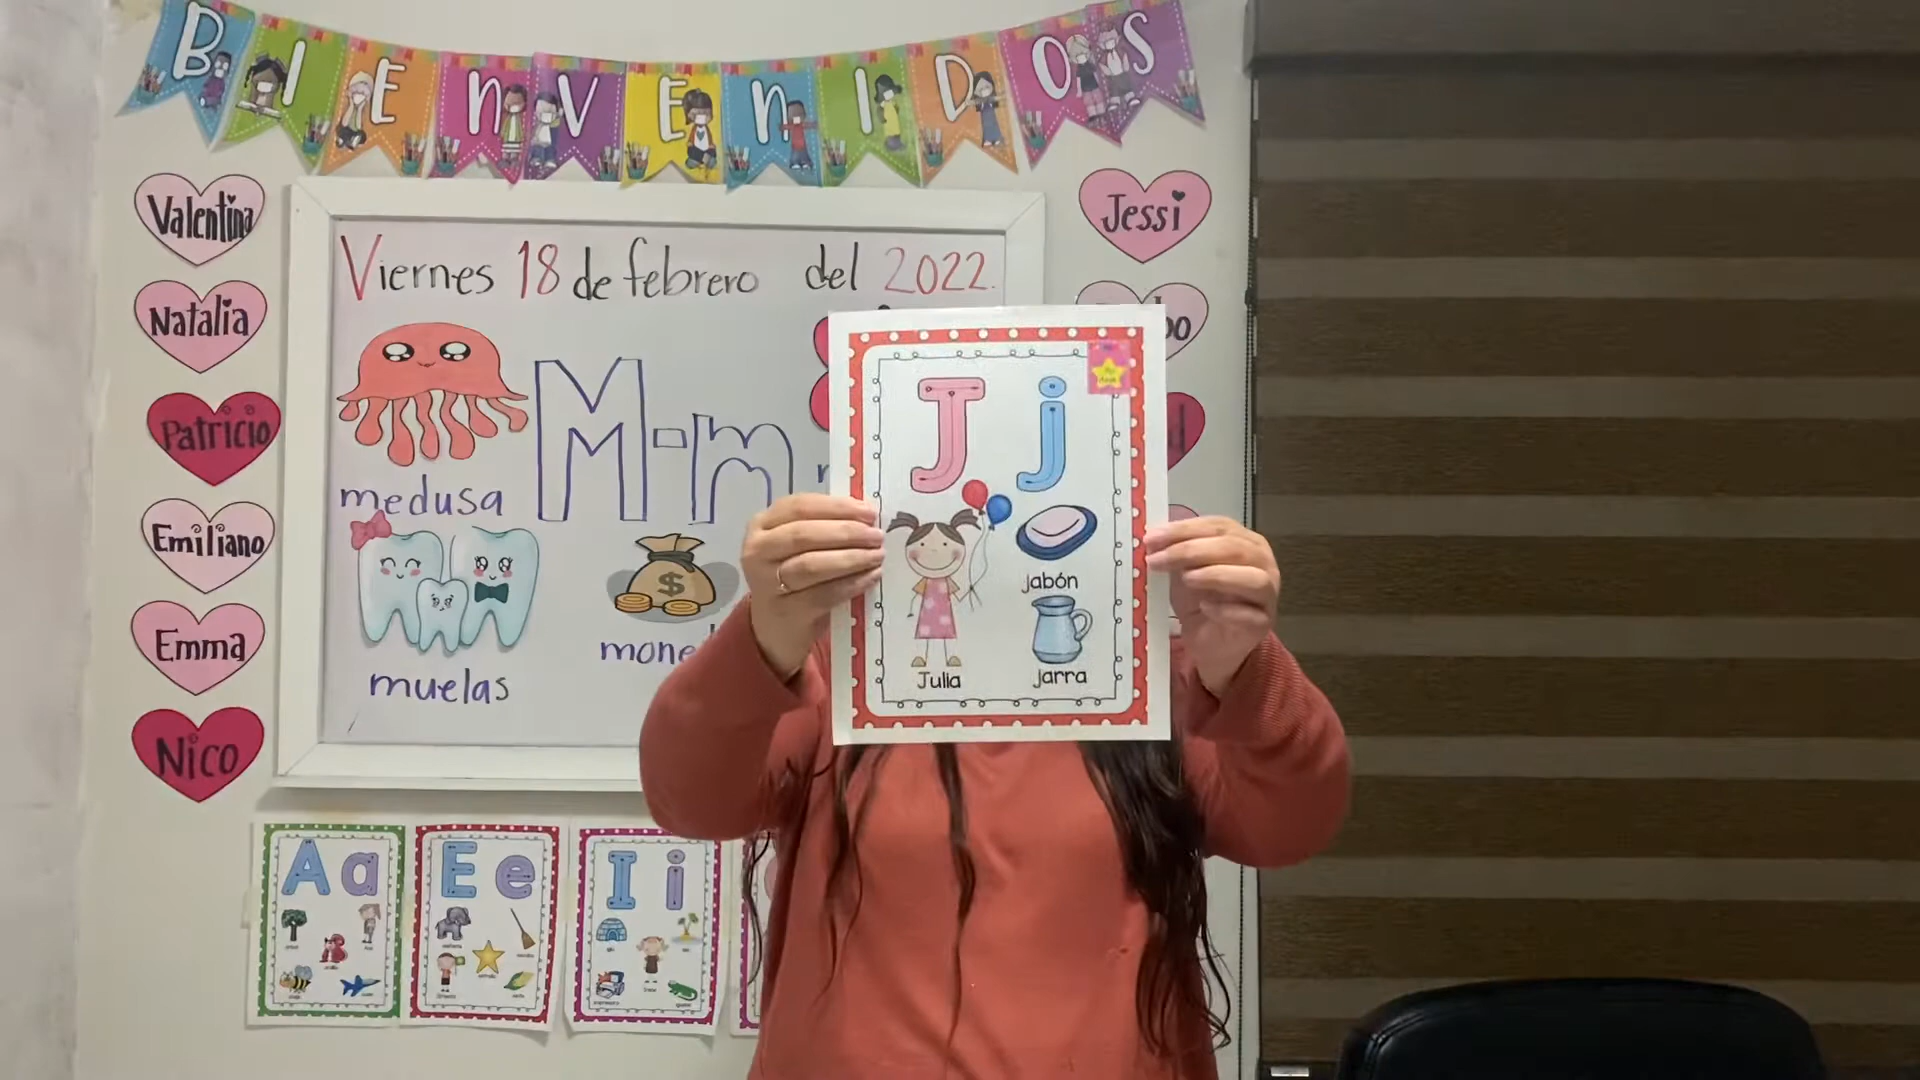 BIENVENIDOS
Valentina
Natalia
Patricio
Emiliano
Emma
Nico
Jessi
Viernes 18 de febrero del 2022.
M-m
medusa
muelas
J j
jabón
Julia
jarra
A a
E e
I i